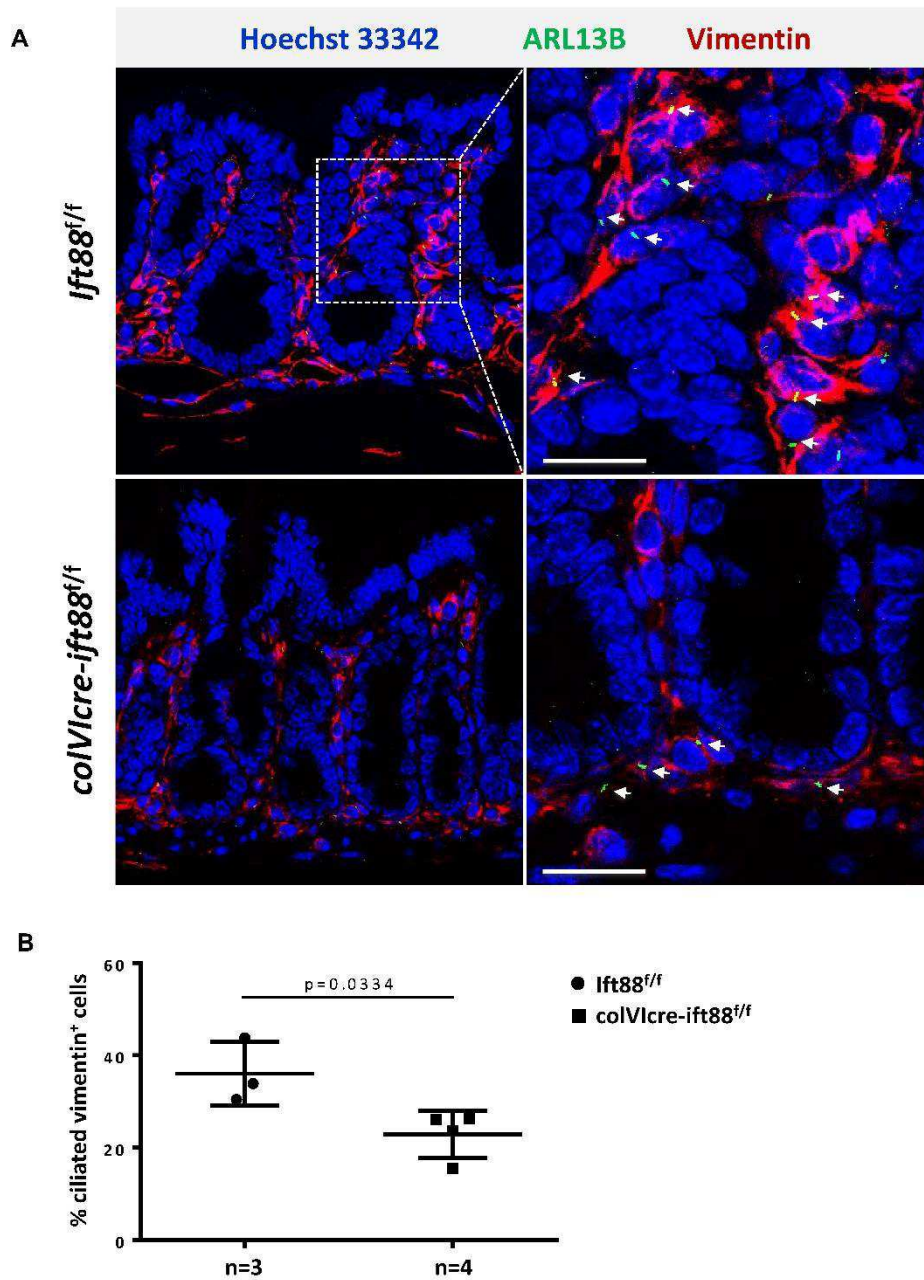 A
Hoechst 33342 ARL13B Vimentin
Ift88f/f
colVIcre-ift88f/f
B
60
40
20
0
% ciliated vimentin+ cells
p=0.0334
n=3
n=4
Ift88f/f
colVIcre-ift88f/f